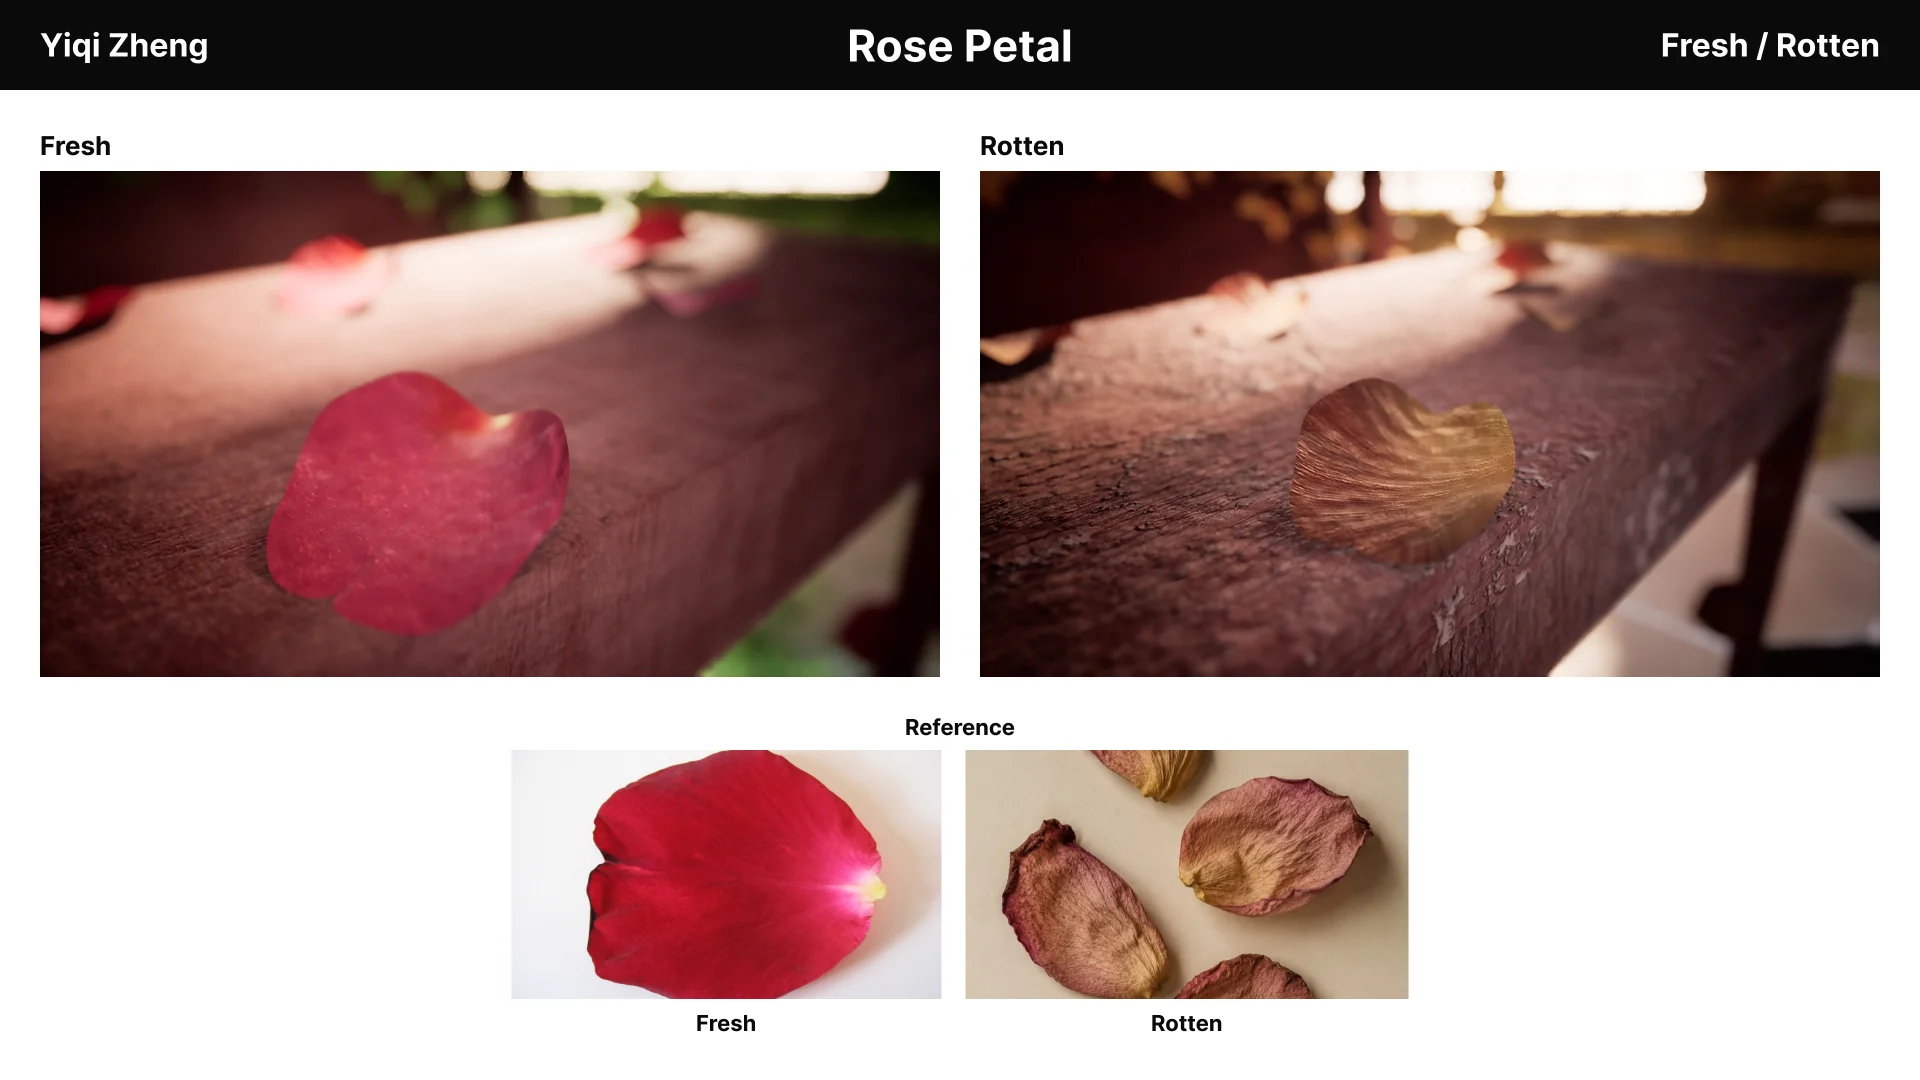 Yiqi Zheng
Rose Petal
Fresh / Rotten
Fresh
Rotten
Reference
Fresh
Rotten